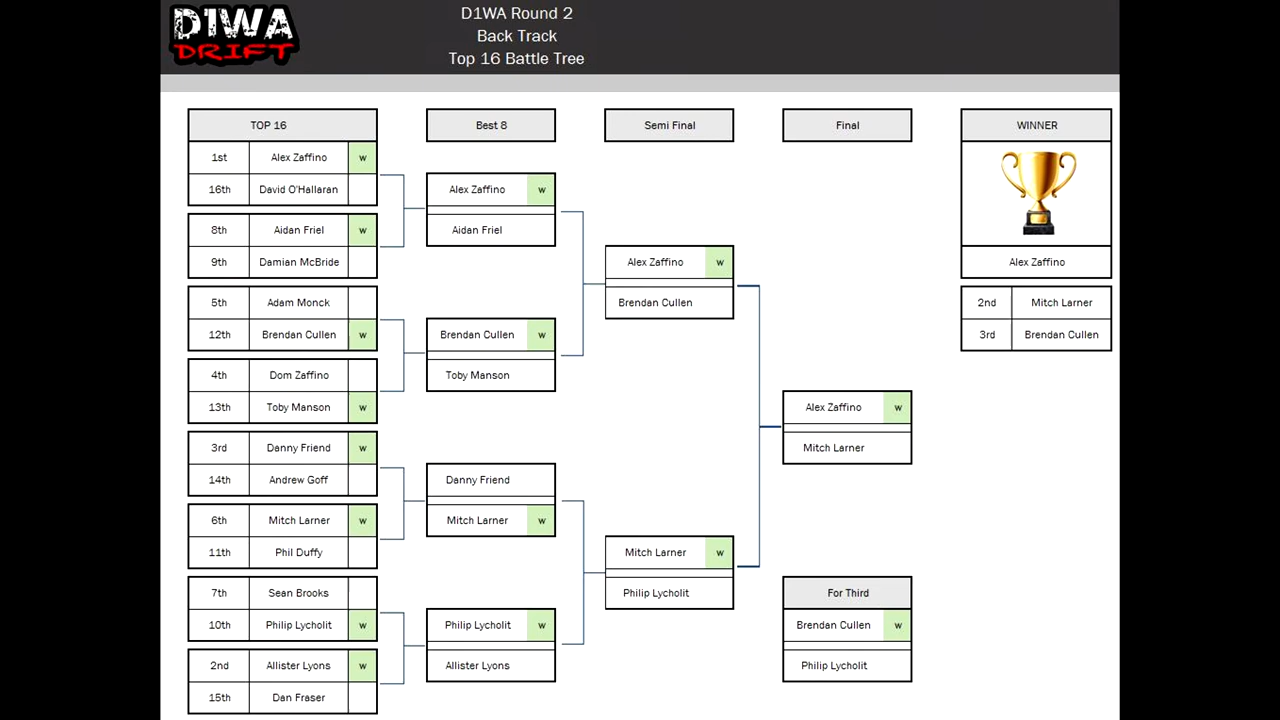 D1WA
DRIFT
D1WA Round 2
Back Track
Top 16 Battle Tree
TOP 16
Best 8
Semi Final
Final
WINNER
1st Alex Zaffino w
16th David O'Hallaran
8th Aidan Friel w
9th Damian McBride
5th Adam Monck
12th Brendan Cullen w
4th Dom Zaffino
13th Toby Manson w
3rd Danny Friend w
14th Andrew Goff
6th Mitch Larner w
11th Phil Duffy
7th Sean Brooks
10th Philip Lycholit w
2nd Allister Lyons w
15th Dan Fraser
Alex Zaffino w
Aidan Friel
Brendan Cullen w
Toby Manson
Danny Friend
Mitch Larner w
Philip Lycholit w
Allister Lyons
Alex Zaffino w
Brendan Cullen
Mitch Larner w
Philip Lycholit
Alex Zaffino w
Mitch Larner
For Third
Brendan Cullen w
Philip Lycholit
Alex Zaffino
2nd Mitch Larner
3rd Brendan Cullen